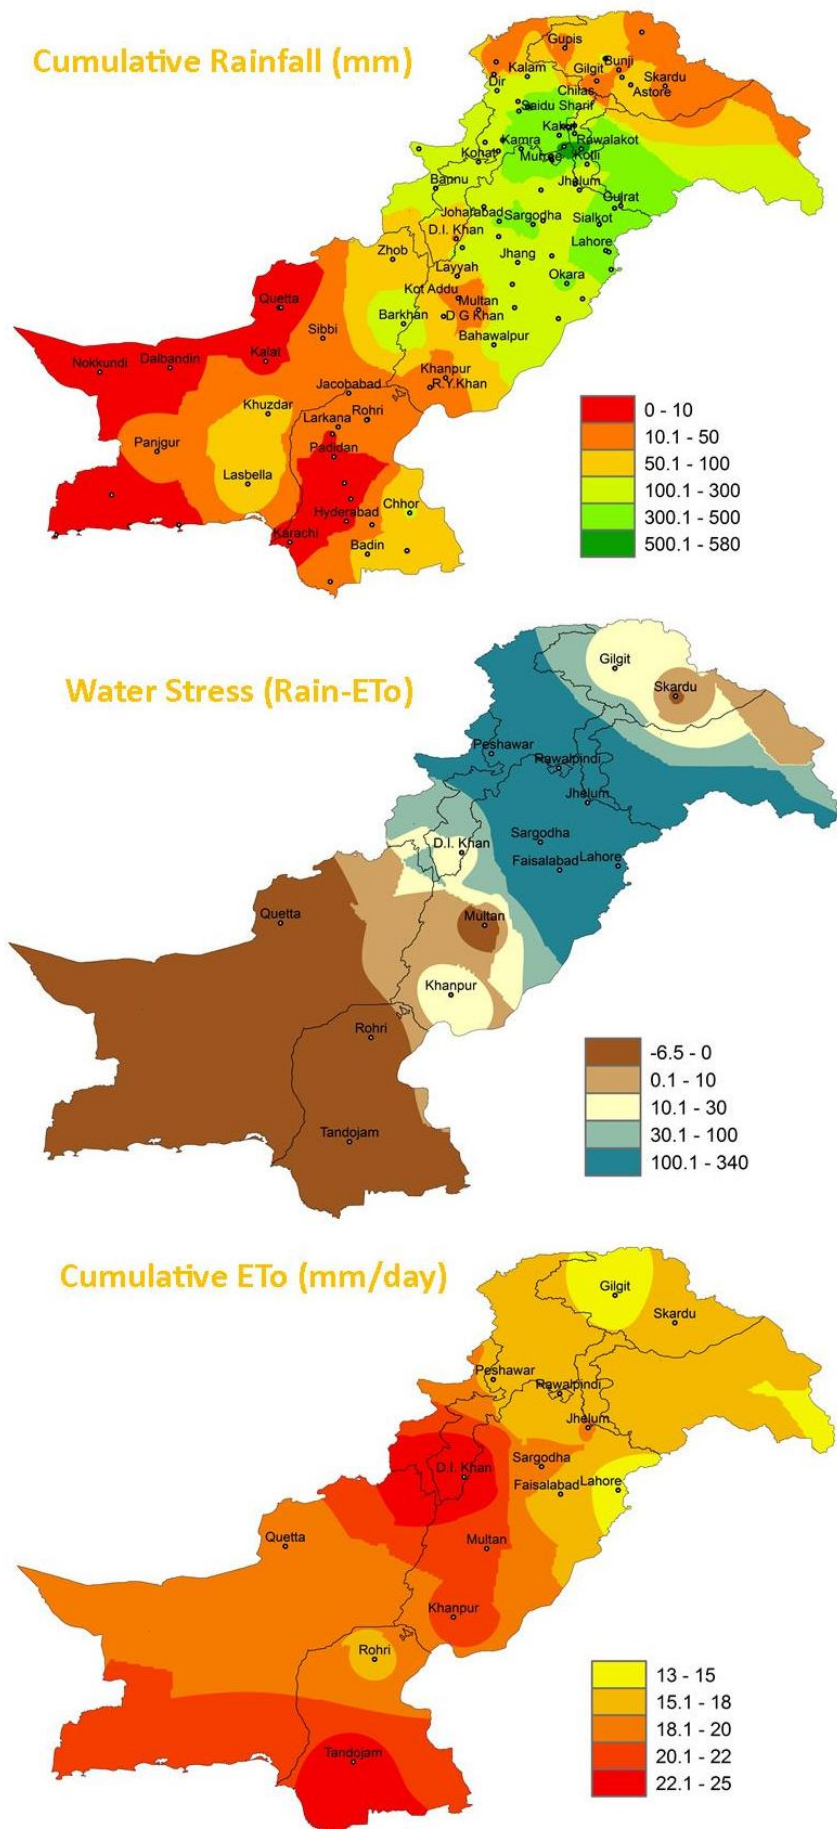 Cumulative Rainfall (mm)
Gupis
Kalam
Gilgit
Bunji
Dir
Skardu
Chilas
Astore
Saidu Sharif
Kakul
Kamra
Rawalakot
Kohat
Murree
Kotli
Bannu
Jhelum
Gujrat
Joharabad
Sargodha
Sialkot
D.I. Khan
Zhob
Jhang
Lahore
Layyah
Okara
Quetta
Kot Addu
Multan
Barkhan
D G Khan
Sibbi
Bahawalpur
Nokkundi
Dalbandin
Kalat
Khanpur
Jacobabad
R.Y.Khan
Khuzdar
Larkana
Rohri
Panjgur
Padidan
Lasbella
Chhor
Hyderabad
Karachi
Badin
0 - 10
10.1 - 50
50.1 - 100
100.1 - 300
300.1 - 500
500.1 - 580
Water Stress (Rain-ETo)
Gilgit
Skardu
Peshawar
Rawalpindi
Jhelum
Sargodha
D.I. Khan
Faisalabad
Lahore
Quetta
Multan
Khanpur
Rohri
Tandojam
-6.5 - 0
0.1 - 10
10.1 - 30
30.1 - 100
100.1 - 340
Cumulative ETo (mm/day)
Gilgit
Skardu
Peshawar
Rawalpindi
Jhelum
Sargodha
D.I. Khan
Faisalabad
Lahore
Quetta
Multan
Khanpur
Rohri
Tandojam
13 - 15
15.1 - 18
18.1 - 20
20.1 - 22
22.1 - 25